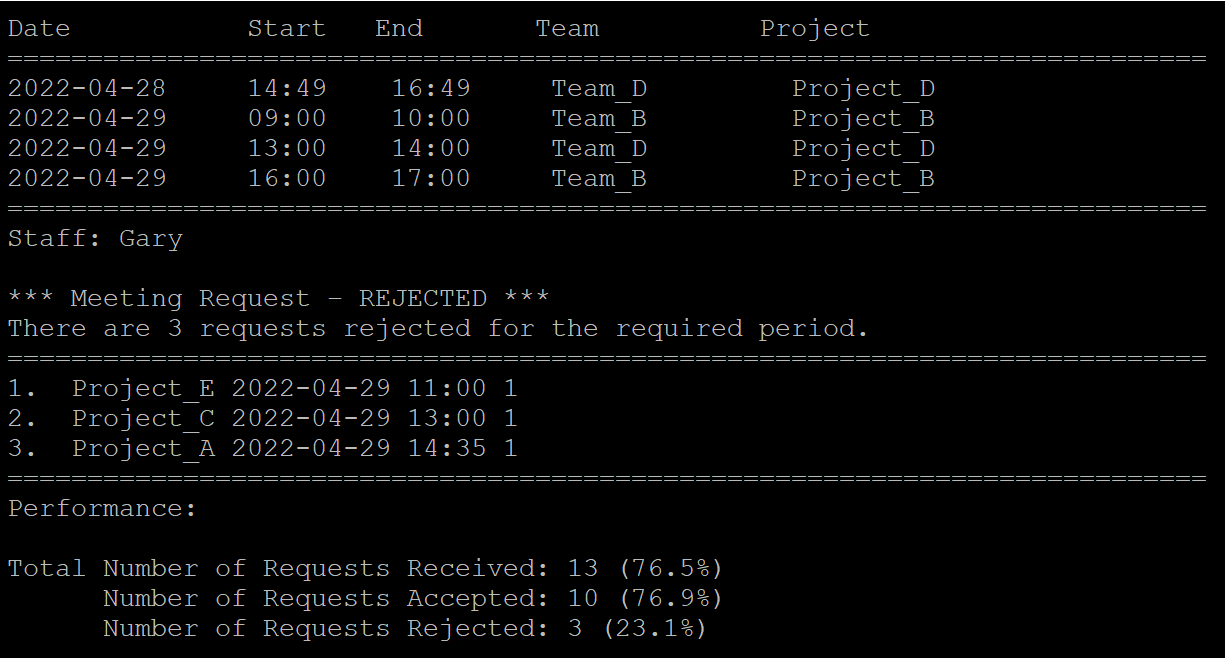 Date Start End Team Project
===========================================================================
2022-04-28 14:49 16:49 Team_D Project_D
2022-04-29 09:00 10:00 Team_B Project_B
2022-04-29 13:00 14:00 Team_D Project_D
2022-04-29 16:00 17:00 Team_B Project_B
===========================================================================
Staff: Gary
*** Meeting Request – REJECTED ***
There are 3 requests rejected for the required period.
===========================================================================
1. Project_E 2022-04-29 11:00 1
2. Project_C 2022-04-29 13:00 1
3. Project_A 2022-04-29 14:35 1
===========================================================================
Performance:
Total Number of Requests Received: 13 (76.5%)
Number of Requests Accepted: 10 (76.9%)
Number of Requests Rejected: 3 (23.1%)